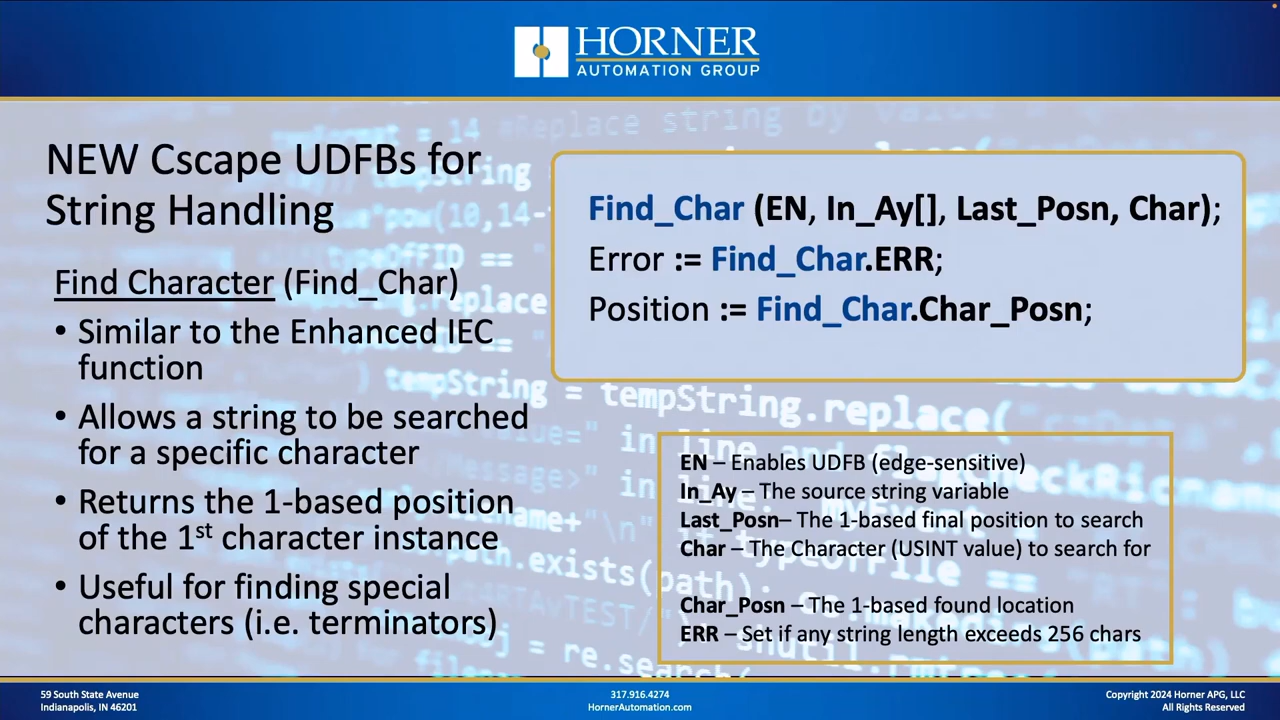 HORNER
AUTOMATION GROUP
NEW Cscape UDFBs for
String Handling
Find Character (Find_Char)
• Similar to the Enhanced IEC
function
• Allows a string to be searched
for a specific character
• Returns the 1-based position
of the 1st character instance
• Useful for finding special
characters (i.e. terminators)
Find_Char (EN, In_Ay[], Last_Posn, Char);
Error := Find_Char.ERR;
Position := Find_Char.Char_Posn;
EN – Enables UDFB (edge-sensitive)
In_Ay – The source string variable
Last_Posn– The 1-based final position to search
Char – The Character (USINT value) to search for
Char_Posn – The 1-based found location
ERR – Set if any string length exceeds 256 chars
59 South State Avenue
Indianapolis, IN 46201
317.916.4274
HornerAutomation.com
Copyright 2024 Horner APG, LLC
All Rights Reserved